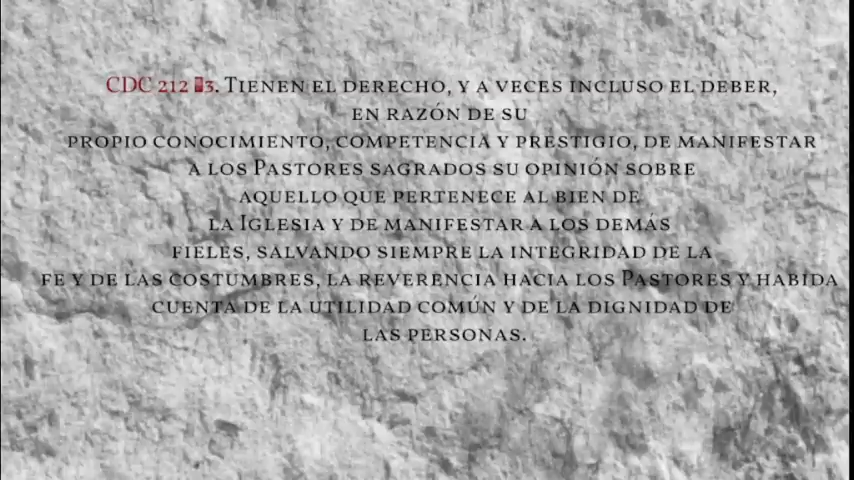 CDC 212 3. Tienen el derecho, y a veces incluso el deber,
en razón de su
propio conocimiento, competencia y prestigio, de manifestar
a los Pastores sagrados su opinión sobre
aquello que pertenece al bien de
la Iglesia y de manifestar a los demás
fieles, salvando siempre la integridad de la
fe y de las costumbres, la reverencia hacia los Pastores y habida
cuenta de la utilidad común y de la dignidad de
las personas.